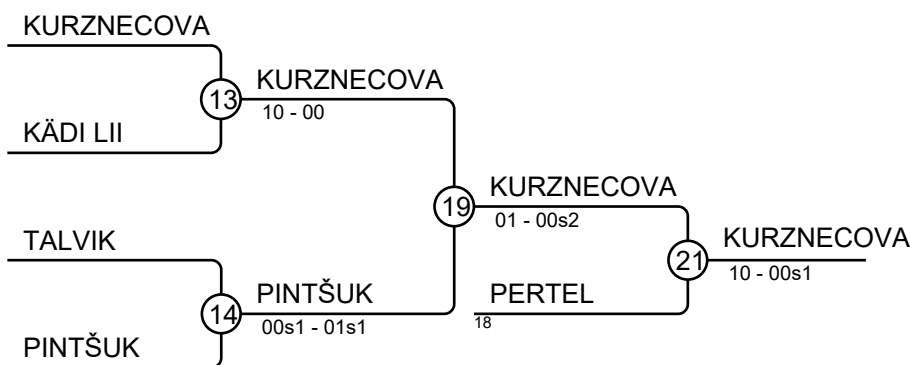 KURZNECOVA
13
KURZNECOVA
10 - 00
KÄDI LII
19
KURZNECOVA
01 - 00s2
TALVIK
21
KURZNECOVA
10 - 00s1
14
PINTŠUK
00s1 - 01s1
PERTEL
18
PINTŠUK